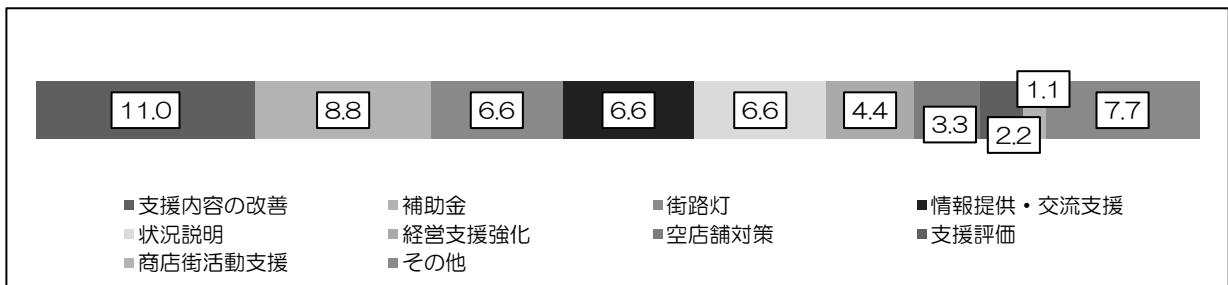 11.0 8.8 6.6 6.6 6.6 4.4 3.3 2.2 1.1 7.7
■支援内容の改善 ■補助金 ■街路灯 ■情報提供・交流支援
■状況説明 ■経営支援強化 ■空店舗対策 ■支援評価
■商店街活動支援 ■その他